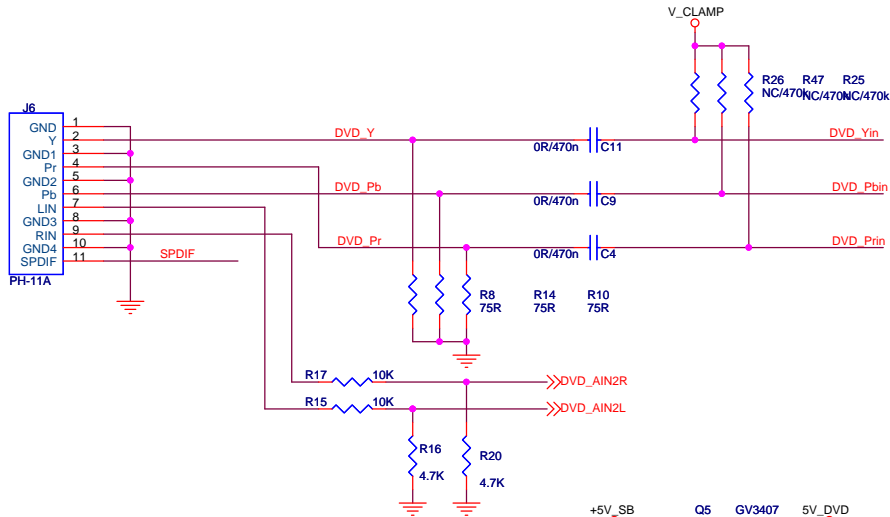 V_CLAMP
R26 R47 R25
NC/470k NC/470k NC/470k
J6
GND 1
Y 2
GND1 3
Pr 4
GND2 5
Pb 6
LIN 7
GND3 8
RIN 9
GND4 10
SPDIF 11
PH-11A
SPDIF
DVD_Y
0R/470n C11
DVD_Yin
DVD_Pb
0R/470n C9
DVD_Pbin
DVD_Pr
0R/470n C4
DVD_Prin
R8 R14 R10
75R 75R 75R
R17 10K
DVD_AIN2R
R15 10K
DVD_AIN2L
R16
4.7K
R20
4.7K
+5V_SB Q5 GV3407 5V_DVD